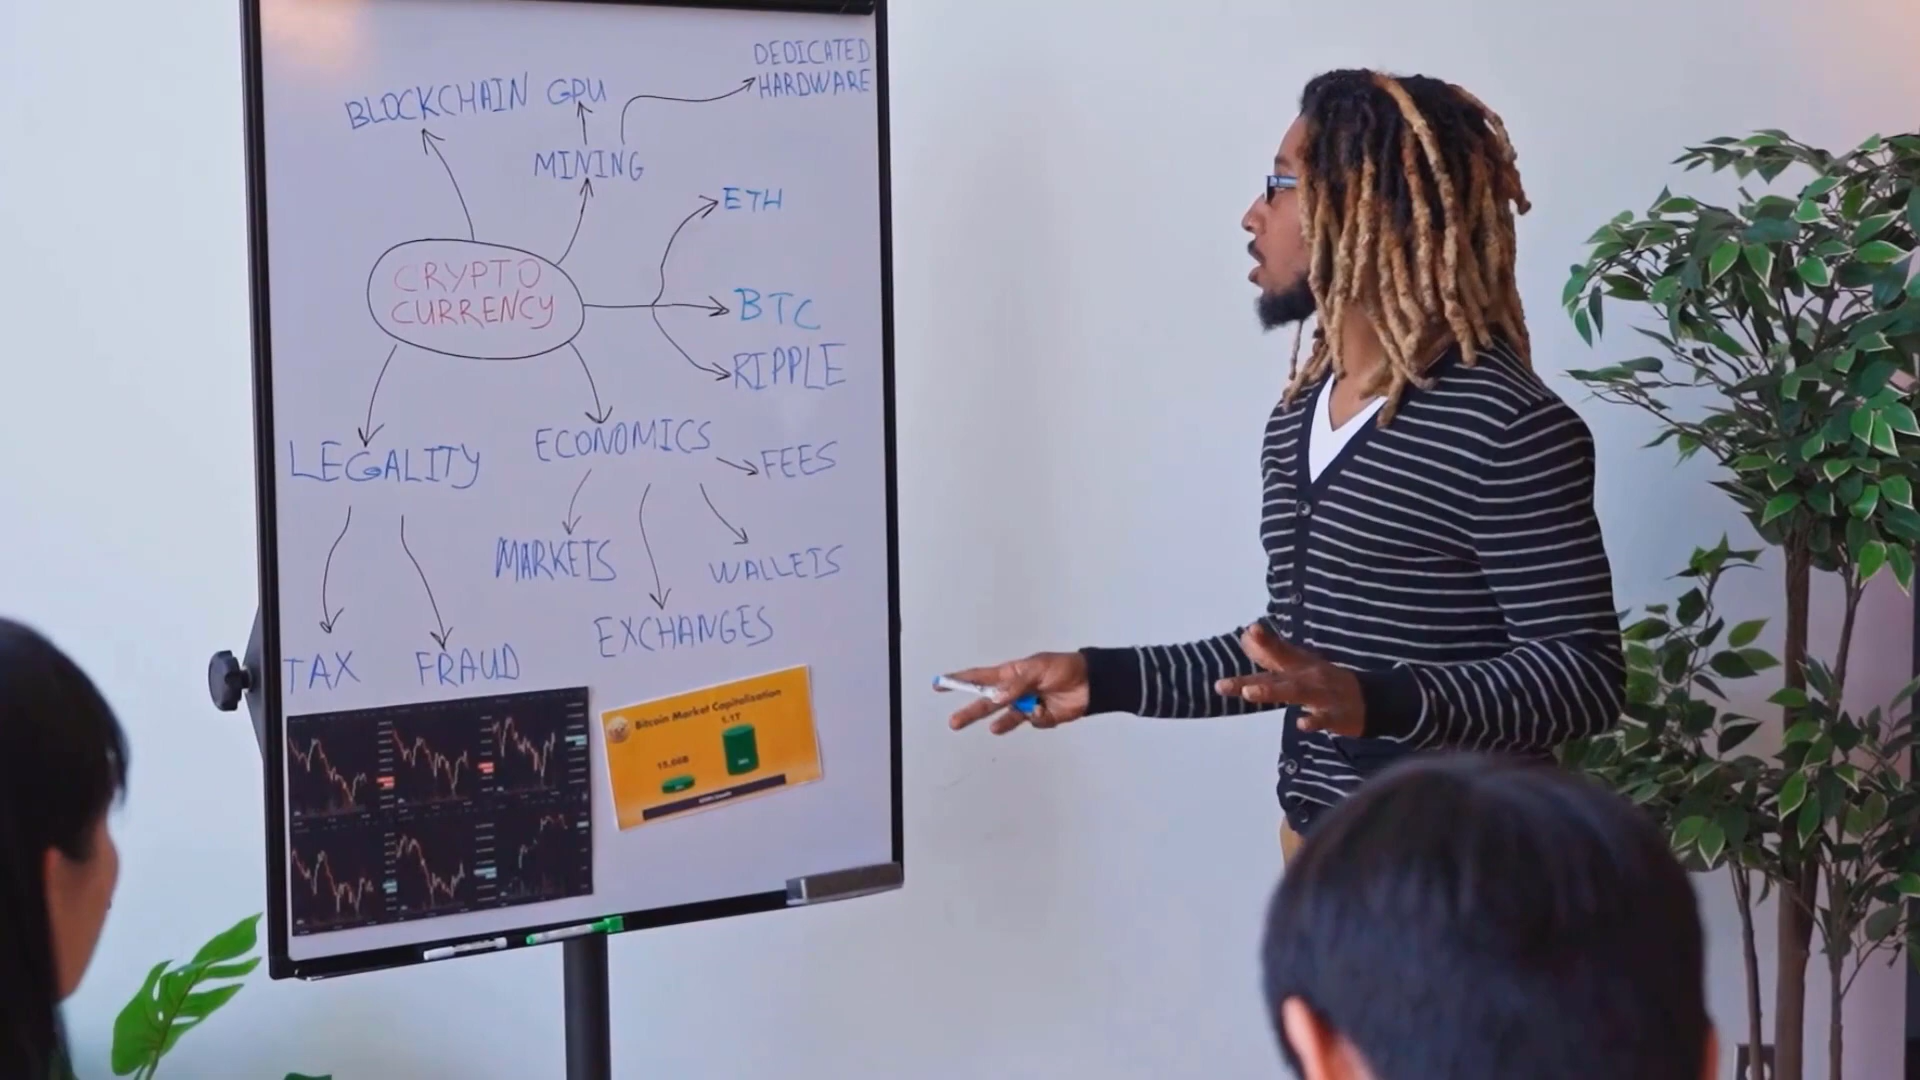 DEDICATED
HARDWARE
BLOCKCHAIN GPU
MINING
ETH
CRYPTO
CURRENCY
BTC
RIPPLE
LEGALITY
ECONOMICS
FEES
MARKETS
WALLETS
EXCHANGES
TAX
FRAUD
Bitcoin Market Capitalisation
1.1T